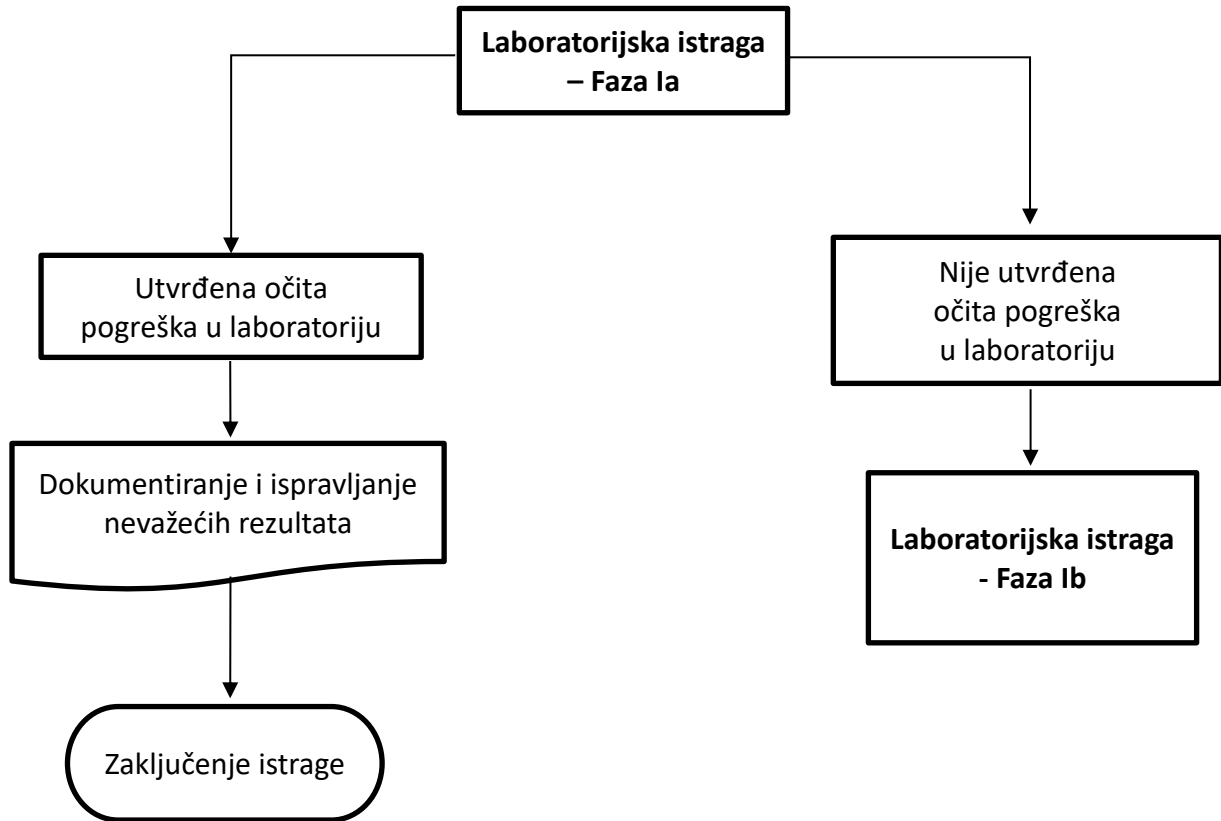 Laboratorijska istraga
– Faza Ia
Utvrđena očita
pogreška u laboratoriju
Nije utvrđena
očita pogreška
u laboratoriju
Dokumentiranje i ispravljanje
nevažećih rezultata
Laboratorijska istraga
- Faza Ib
Zaključenje istrage